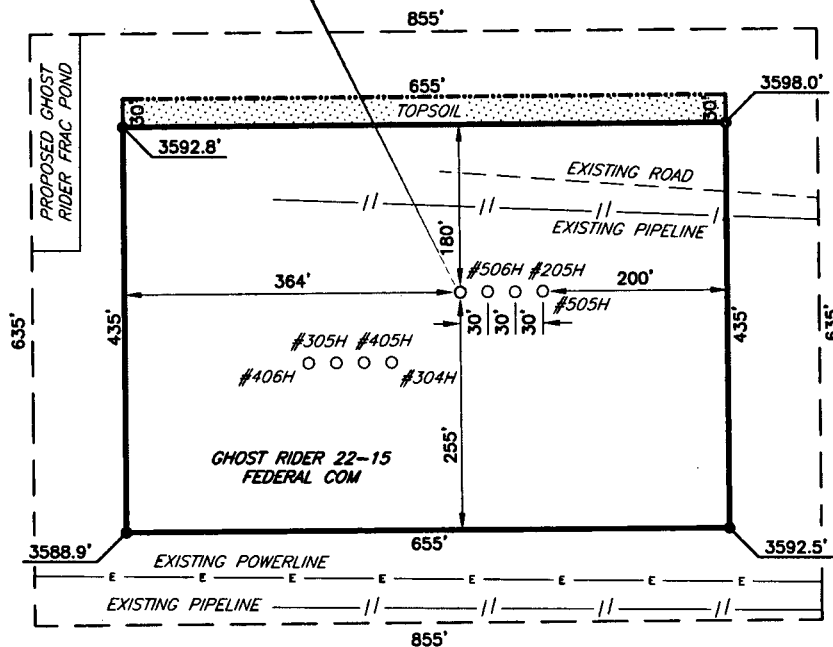 855'
PROPOSED GHOST
RIDER FRAC POND
655'
30'
TOPSOIL
30'
3598.0'
3592.8'
EXISTING ROAD
EXISTING PIPELINE
180'
364'
#506H
#205H
200'
#505H
30'
30'
30'
635'
435'
435'
635'
#305H
#405H
#406H
#304H
255'
GHOST RIDER 22-15
FEDERAL COM
655'
3588.9'
3592.5'
EXISTING POWERLINE
E E E E E E E E
EXISTING PIPELINE
855'